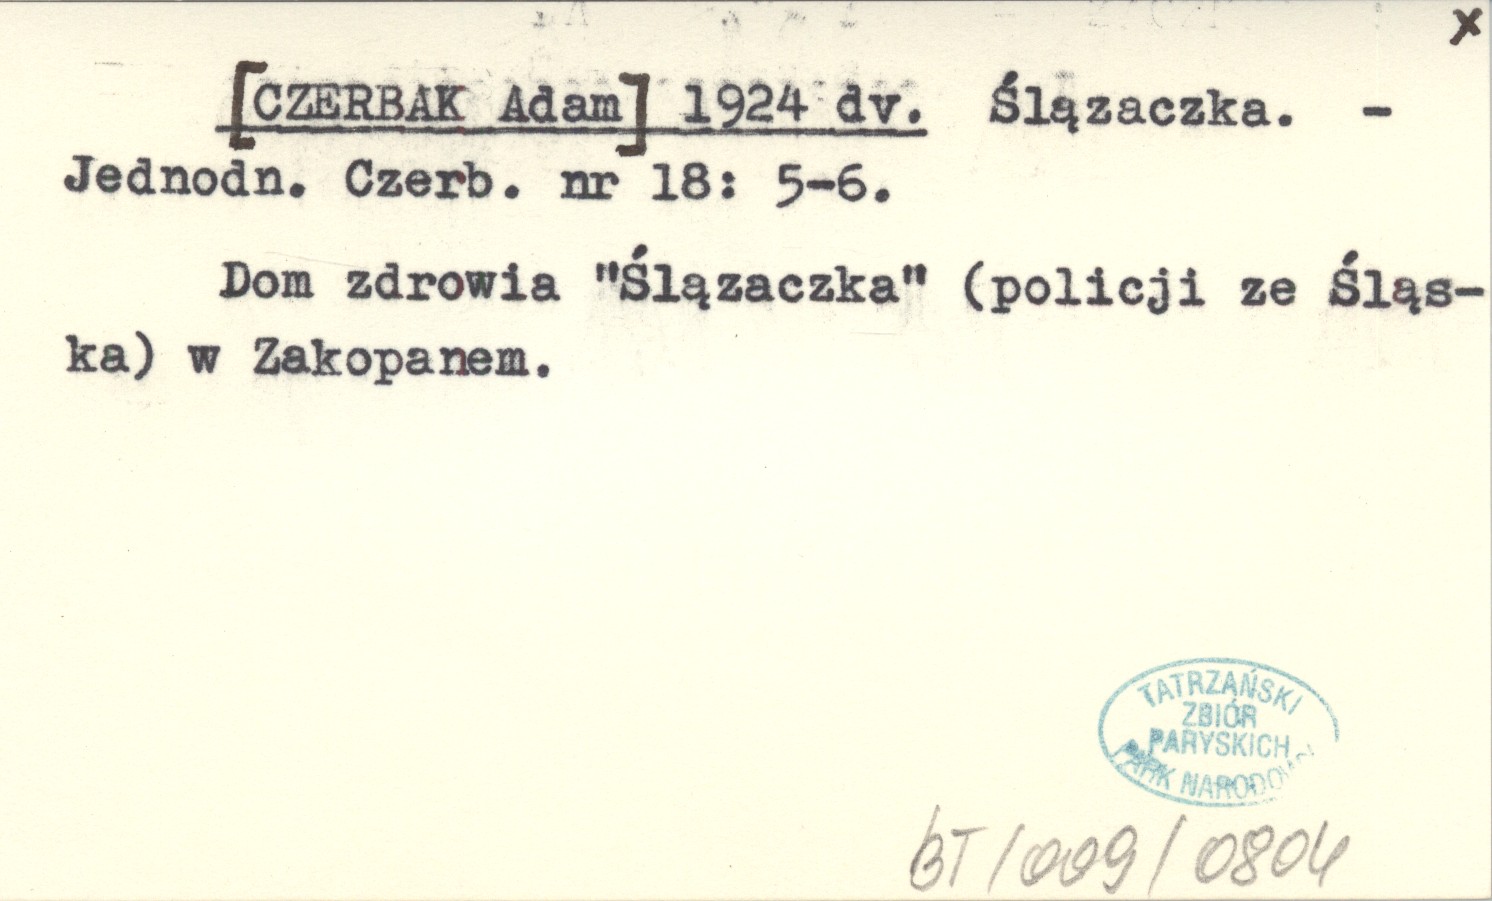 x
[CZERBAK Adam] 1924 dv. Ślązaczka. -
Jednodn. Czerb. nr 18: 5-6.
Dom zdrowia "Ślązaczka" (policji ze Śląs-
ka) w Zakopanem.
TATRZAŃSKI
ZBIÓR
PARYSKICH
PARK NARODOWY
BT/009/0804